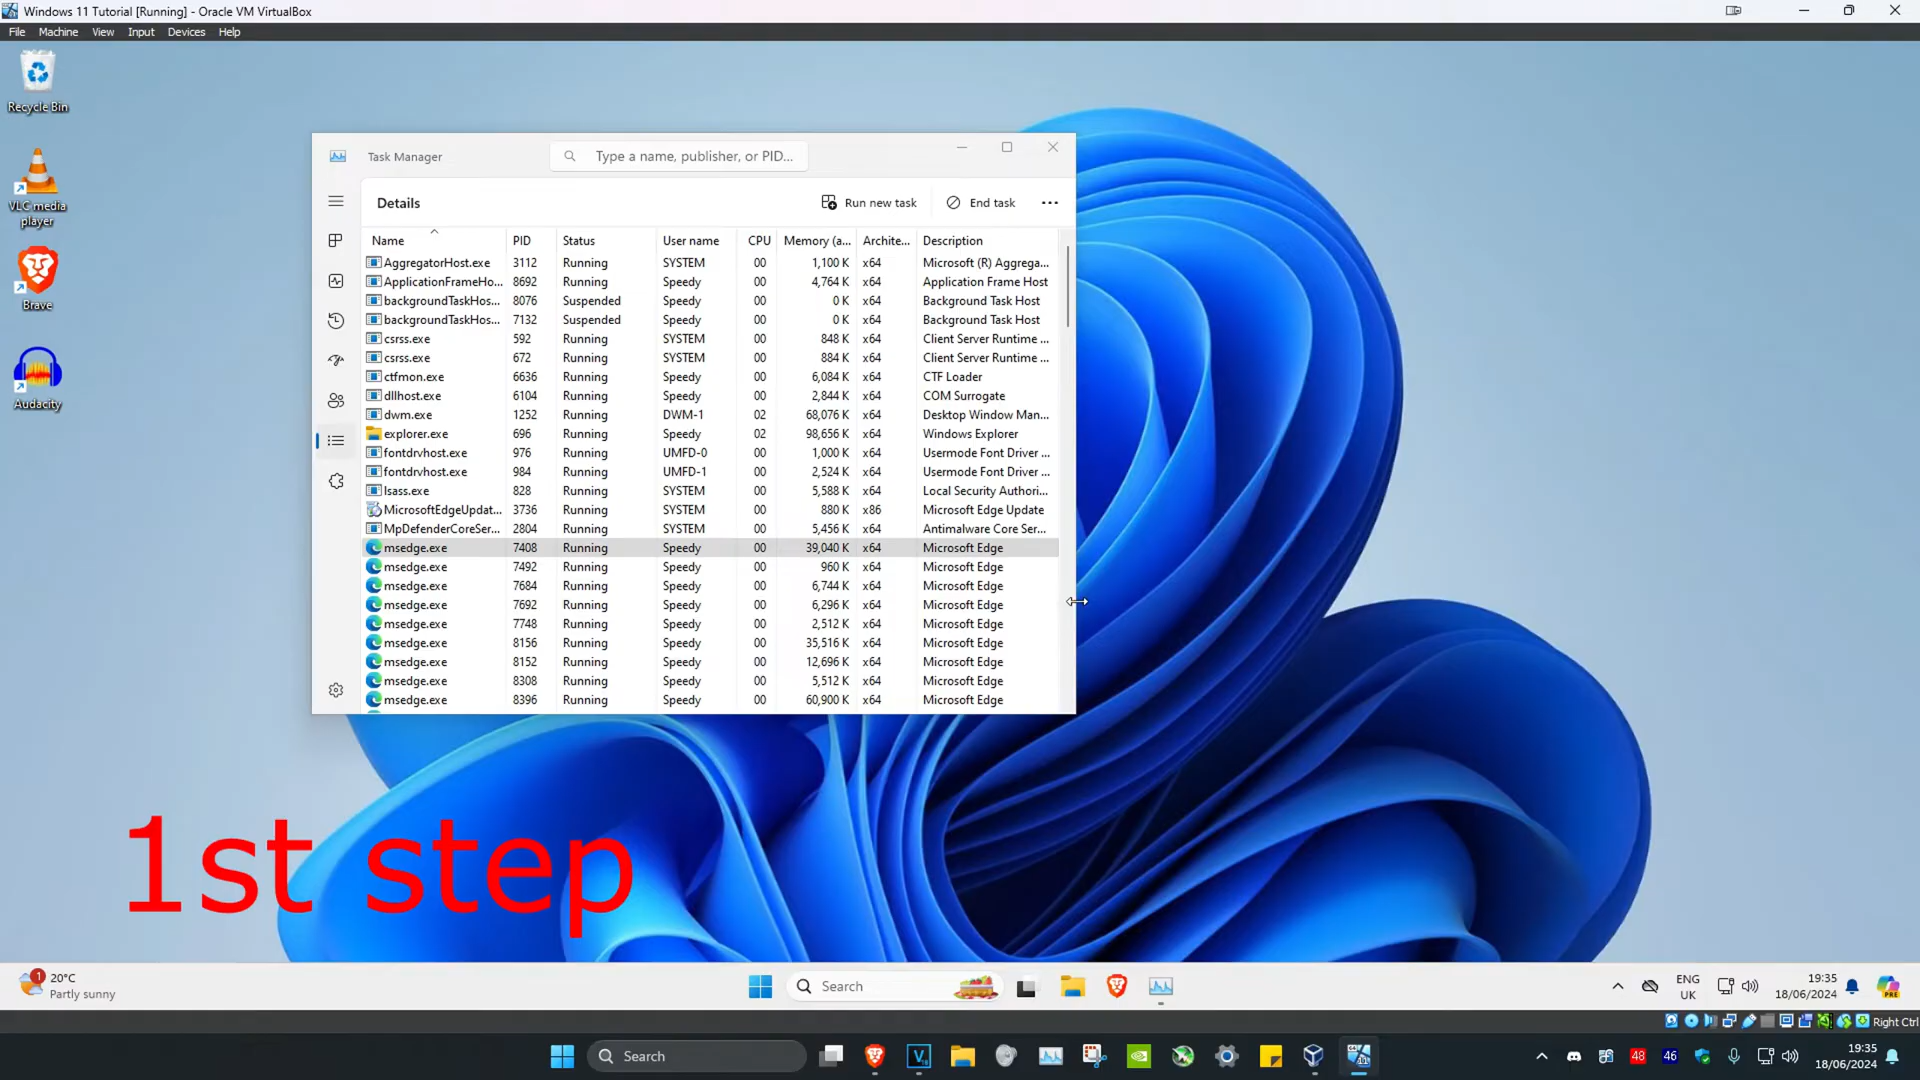 Windows 11 Tutorial [Running] - Oracle VM VirtualBox
File Machine View Input Devices Help
Recycle Bin
VLC media
player
Brave
Audacity
Task Manager
Type a name, publisher, or PID...
Details
Run new task
End task
Name PID Status User name CPU Memory (a... Archite... Description
AggregatorHost.exe 3112 Running SYSTEM 00 1,100 K x64 Microsoft (R) Aggrega...
ApplicationFrameHo... 8692 Running Speedy 00 4,764 K x64 Application Frame Host
backgroundTaskHos... 8076 Suspended Speedy 00 0 K x64 Background Task Host
backgroundTaskHos... 7132 Suspended Speedy 00 0 K x64 Background Task Host
csrss.exe 592 Running SYSTEM 00 848 K x64 Client Server Runtime ...
csrss.exe 672 Running SYSTEM 00 884 K x64 Client Server Runtime ...
ctfmon.exe 6636 Running Speedy 00 6,084 K x64 CTF Loader
dllhost.exe 6104 Running Speedy 00 2,844 K x64 COM Surrogate
dwm.exe 1252 Running DWM-1 02 68,076 K x64 Desktop Window Man...
explorer.exe 696 Running Speedy 02 98,656 K x64 Windows Explorer
fontdrvhost.exe 976 Running UMFD-0 00 1,000 K x64 Usermode Font Driver ...
fontdrvhost.exe 984 Running UMFD-1 00 2,524 K x64 Usermode Font Driver ...
lsass.exe 828 Running SYSTEM 00 5,588 K x64 Local Security Authori...
MicrosoftEdgeUpdat... 3736 Running SYSTEM 00 880 K x86 Microsoft Edge Update
MpDefenderCoreSer... 2804 Running SYSTEM 00 5,456 K x64 Antimalware Core Ser...
msedge.exe 7408 Running Speedy 00 39,040 K x64 Microsoft Edge
msedge.exe 7492 Running Speedy 00 960 K x64 Microsoft Edge
msedge.exe 7684 Running Speedy 00 6,744 K x64 Microsoft Edge
msedge.exe 7692 Running Speedy 00 6,296 K x64 Microsoft Edge
msedge.exe 7748 Running Speedy 00 2,512 K x64 Microsoft Edge
msedge.exe 8156 Running Speedy 00 35,516 K x64 Microsoft Edge
msedge.exe 8152 Running Speedy 00 12,696 K x64 Microsoft Edge
msedge.exe 8308 Running Speedy 00 5,512 K x64 Microsoft Edge
msedge.exe 8396 Running Speedy 00 60,900 K x64 Microsoft Edge
1st step
1
20°C
Partly sunny
Search
ENG
UK
19:35
18/06/2024
PRE
Right Ctrl
Search
48
46
19:35
18/06/2024